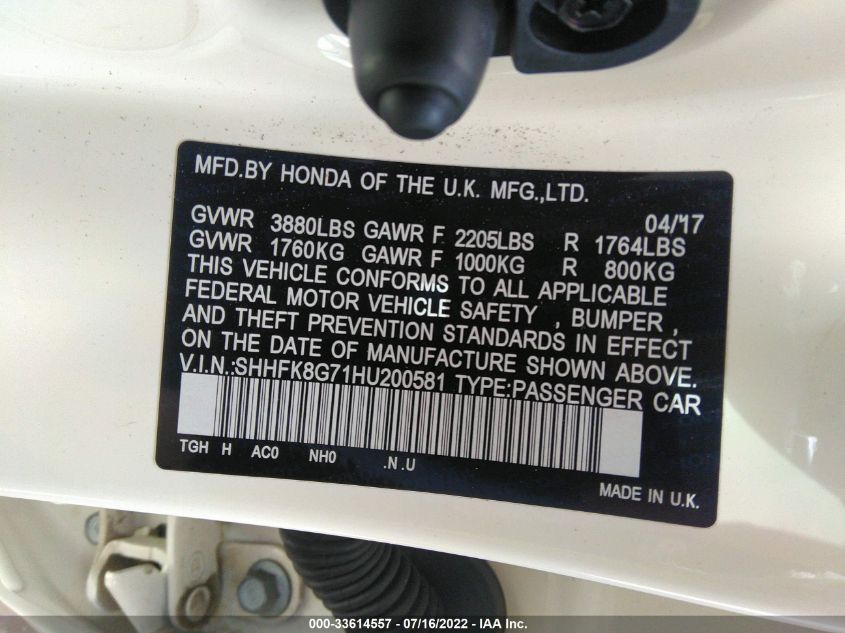 MFD.BY HONDA OF THE U.K. MFG.,LTD.
04/'17
GVWR 3880LBS GAWR F 2205LBS R 1764LBS
GVWR 1760KG GAWR F 1000KG R 800KG
THIS VEHICLE CONFORMS TO ALL APPLICABLE
FEDERAL MOTOR VEHICLE SAFETY , BUMPER ,
AND THEFT PREVENTION STANDARDS IN EFFECT
ON THE DATE OF MANUFACTURE SHOWN ABOVE.
V.I.N.:SHHFK8G71HU200581 TYPE:PASSENGER CAR
TGH H AC0 NH0 .N .U
MADE IN U.K.
000-33614557 - 07/16/2022 - IAA Inc.